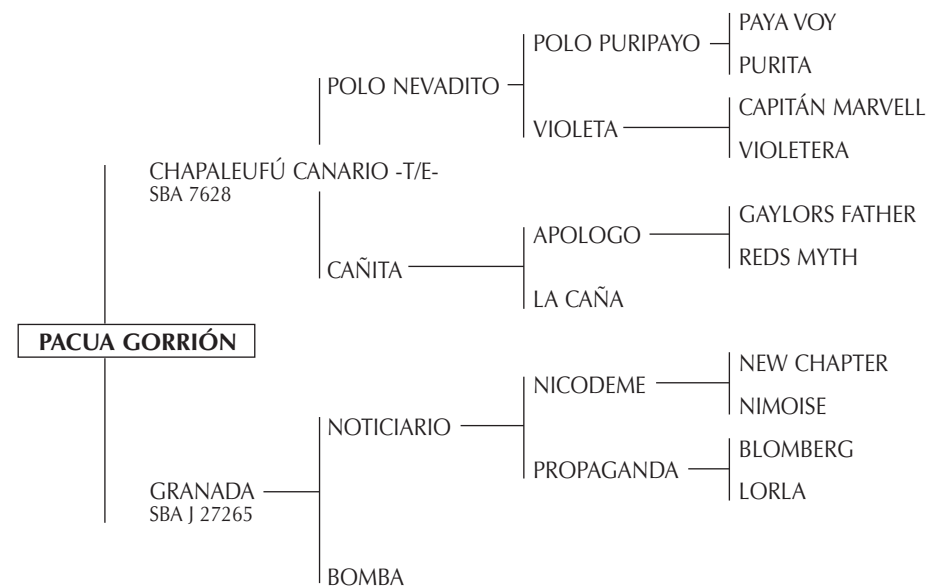 PAYA VOY
POLO PURIPAYO
PURITA
POLO NEVADITO
CAPITÁN MARVELL
VIOLETA
VIOLETERA
CHAPALEUFÚ CANARIO -T/E-
SBA 7628
GAYLORS FATHER
APOLOGO
REDS MYTH
CAÑITA
LA CAÑA
PACUA GORRIÓN
NEW CHAPTER
NICODEME
NIMOISE
NOTICIARIO
BLOMBERG
PROPAGANDA
LORLA
GRANADA
SBA J 27265
BOMBA